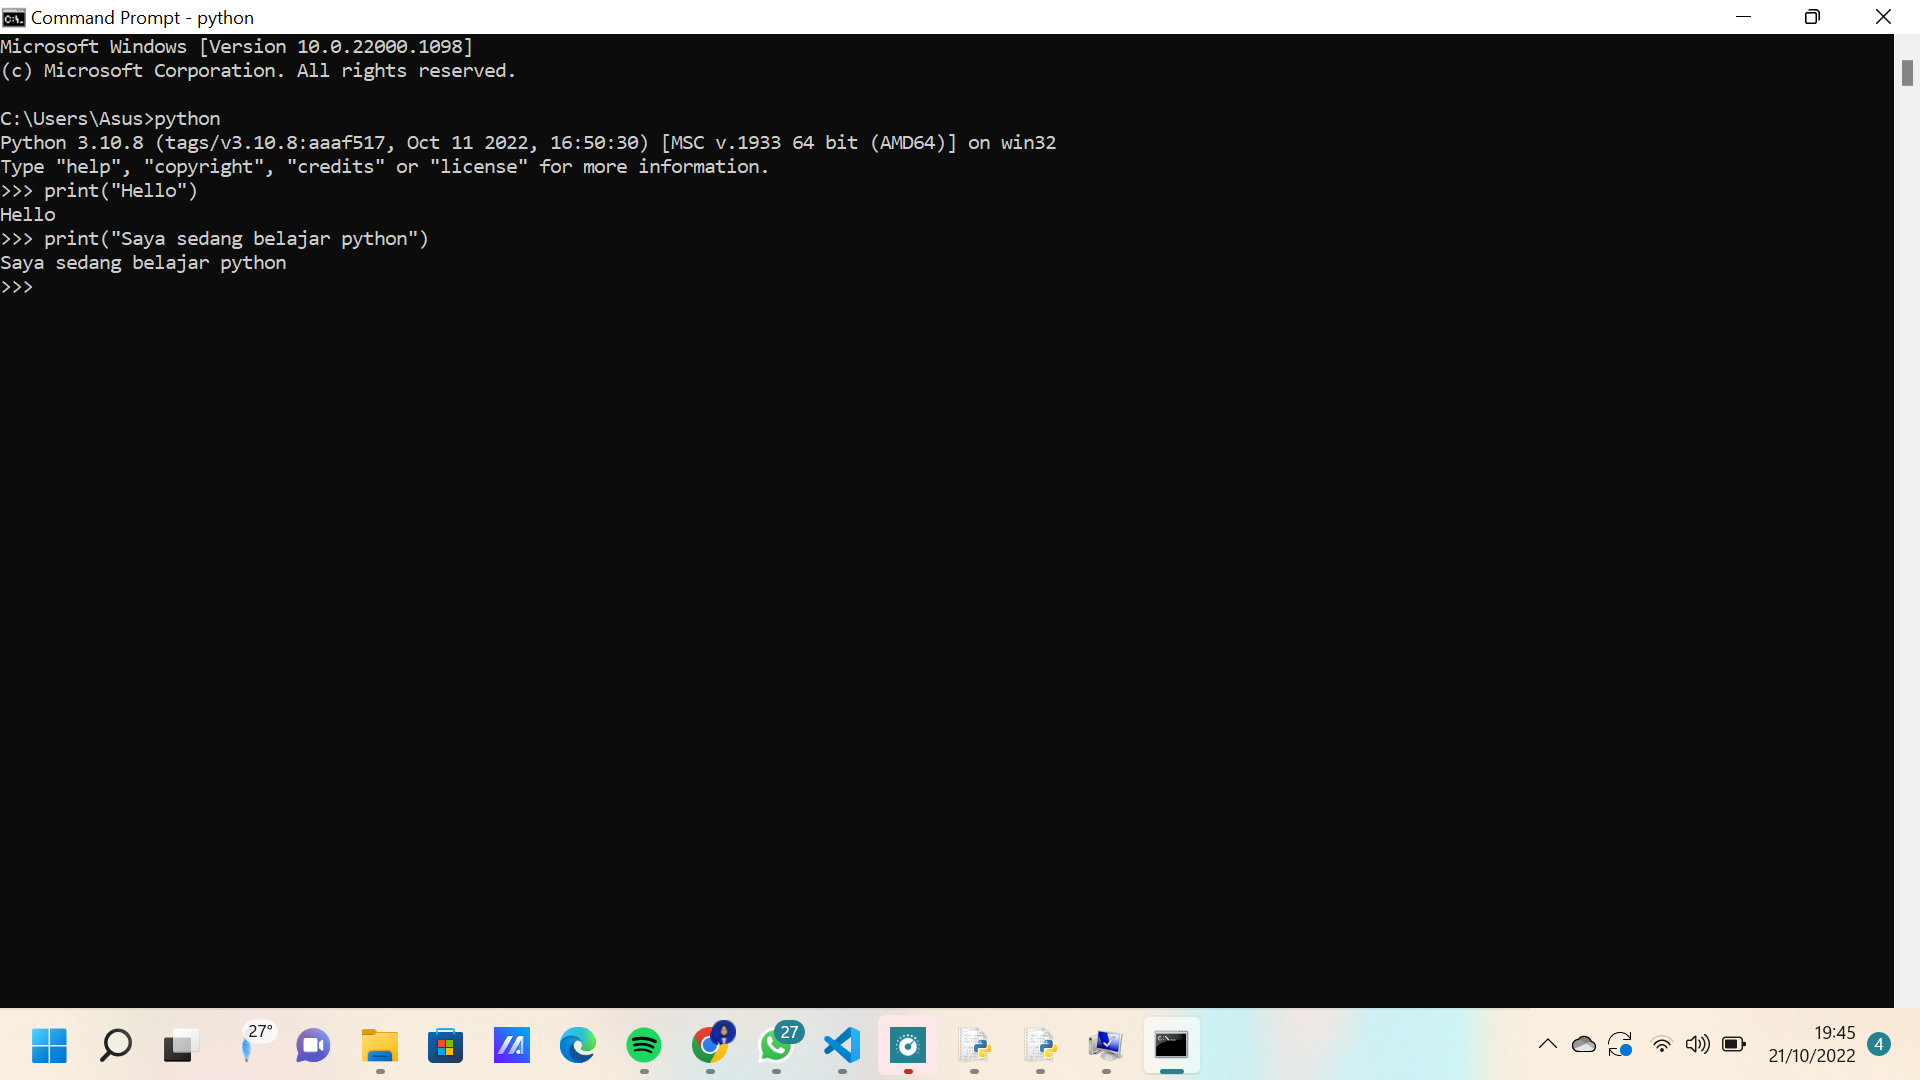 Command Prompt - python
Microsoft Windows [Version 10.0.22000.1098]
(c) Microsoft Corporation. All rights reserved.
C:\Users\Asus>python
Python 3.10.8 (tags/v3.10.8:aaaf517, Oct 11 2022, 16:50:30) [MSC v.1933 64 bit (AMD64)] on win32
Type "help", "copyright", "credits" or "license" for more information.
>>> print("Hello")
Hello
>>> print("Saya sedang belajar python")
Saya sedang belajar python
>>>
27°
27
19:45
21/10/2022
4